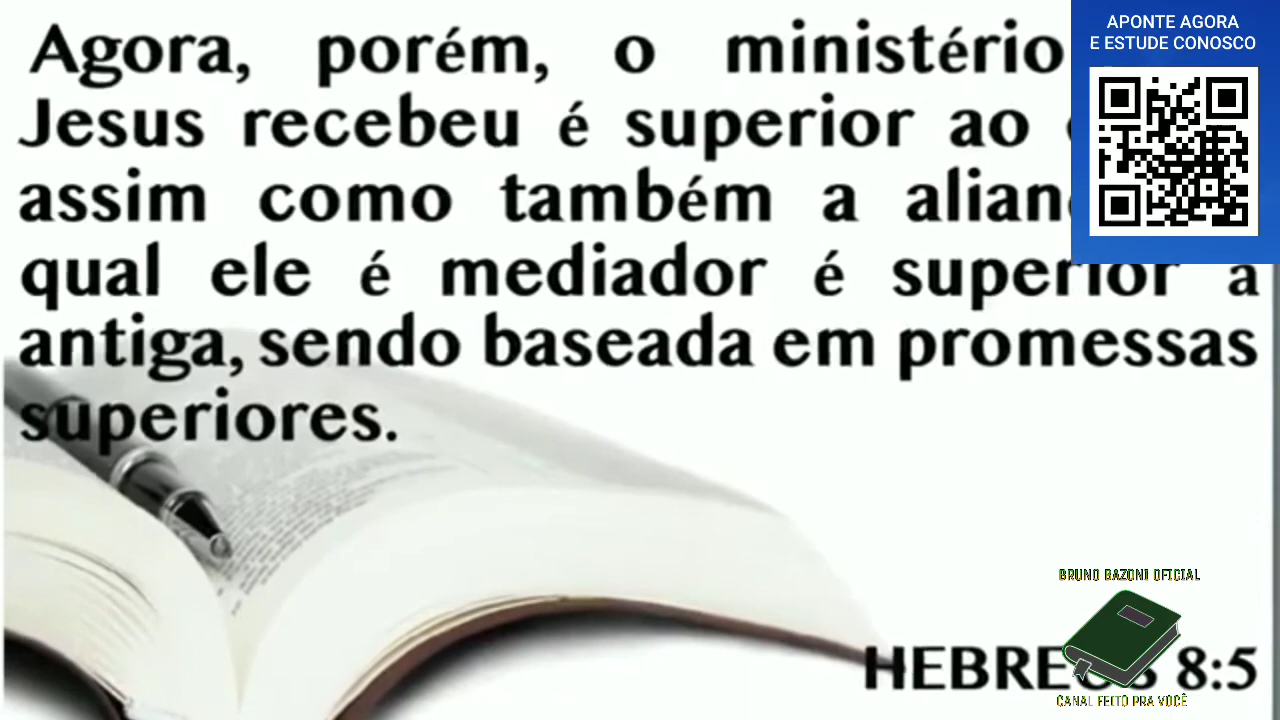 Agora, porém, o ministério
Jesus recebeu é superior ao
assim como também a
qual ele é mediador é superior à
antiga, sendo baseada em promessas
superiores.
APONTE AGORA
E ESTUDE CONOSCO
BRUNO BAZONI OFICIAL
HEBREUS 8:5
CANAL FEITO PRA VOCÊ